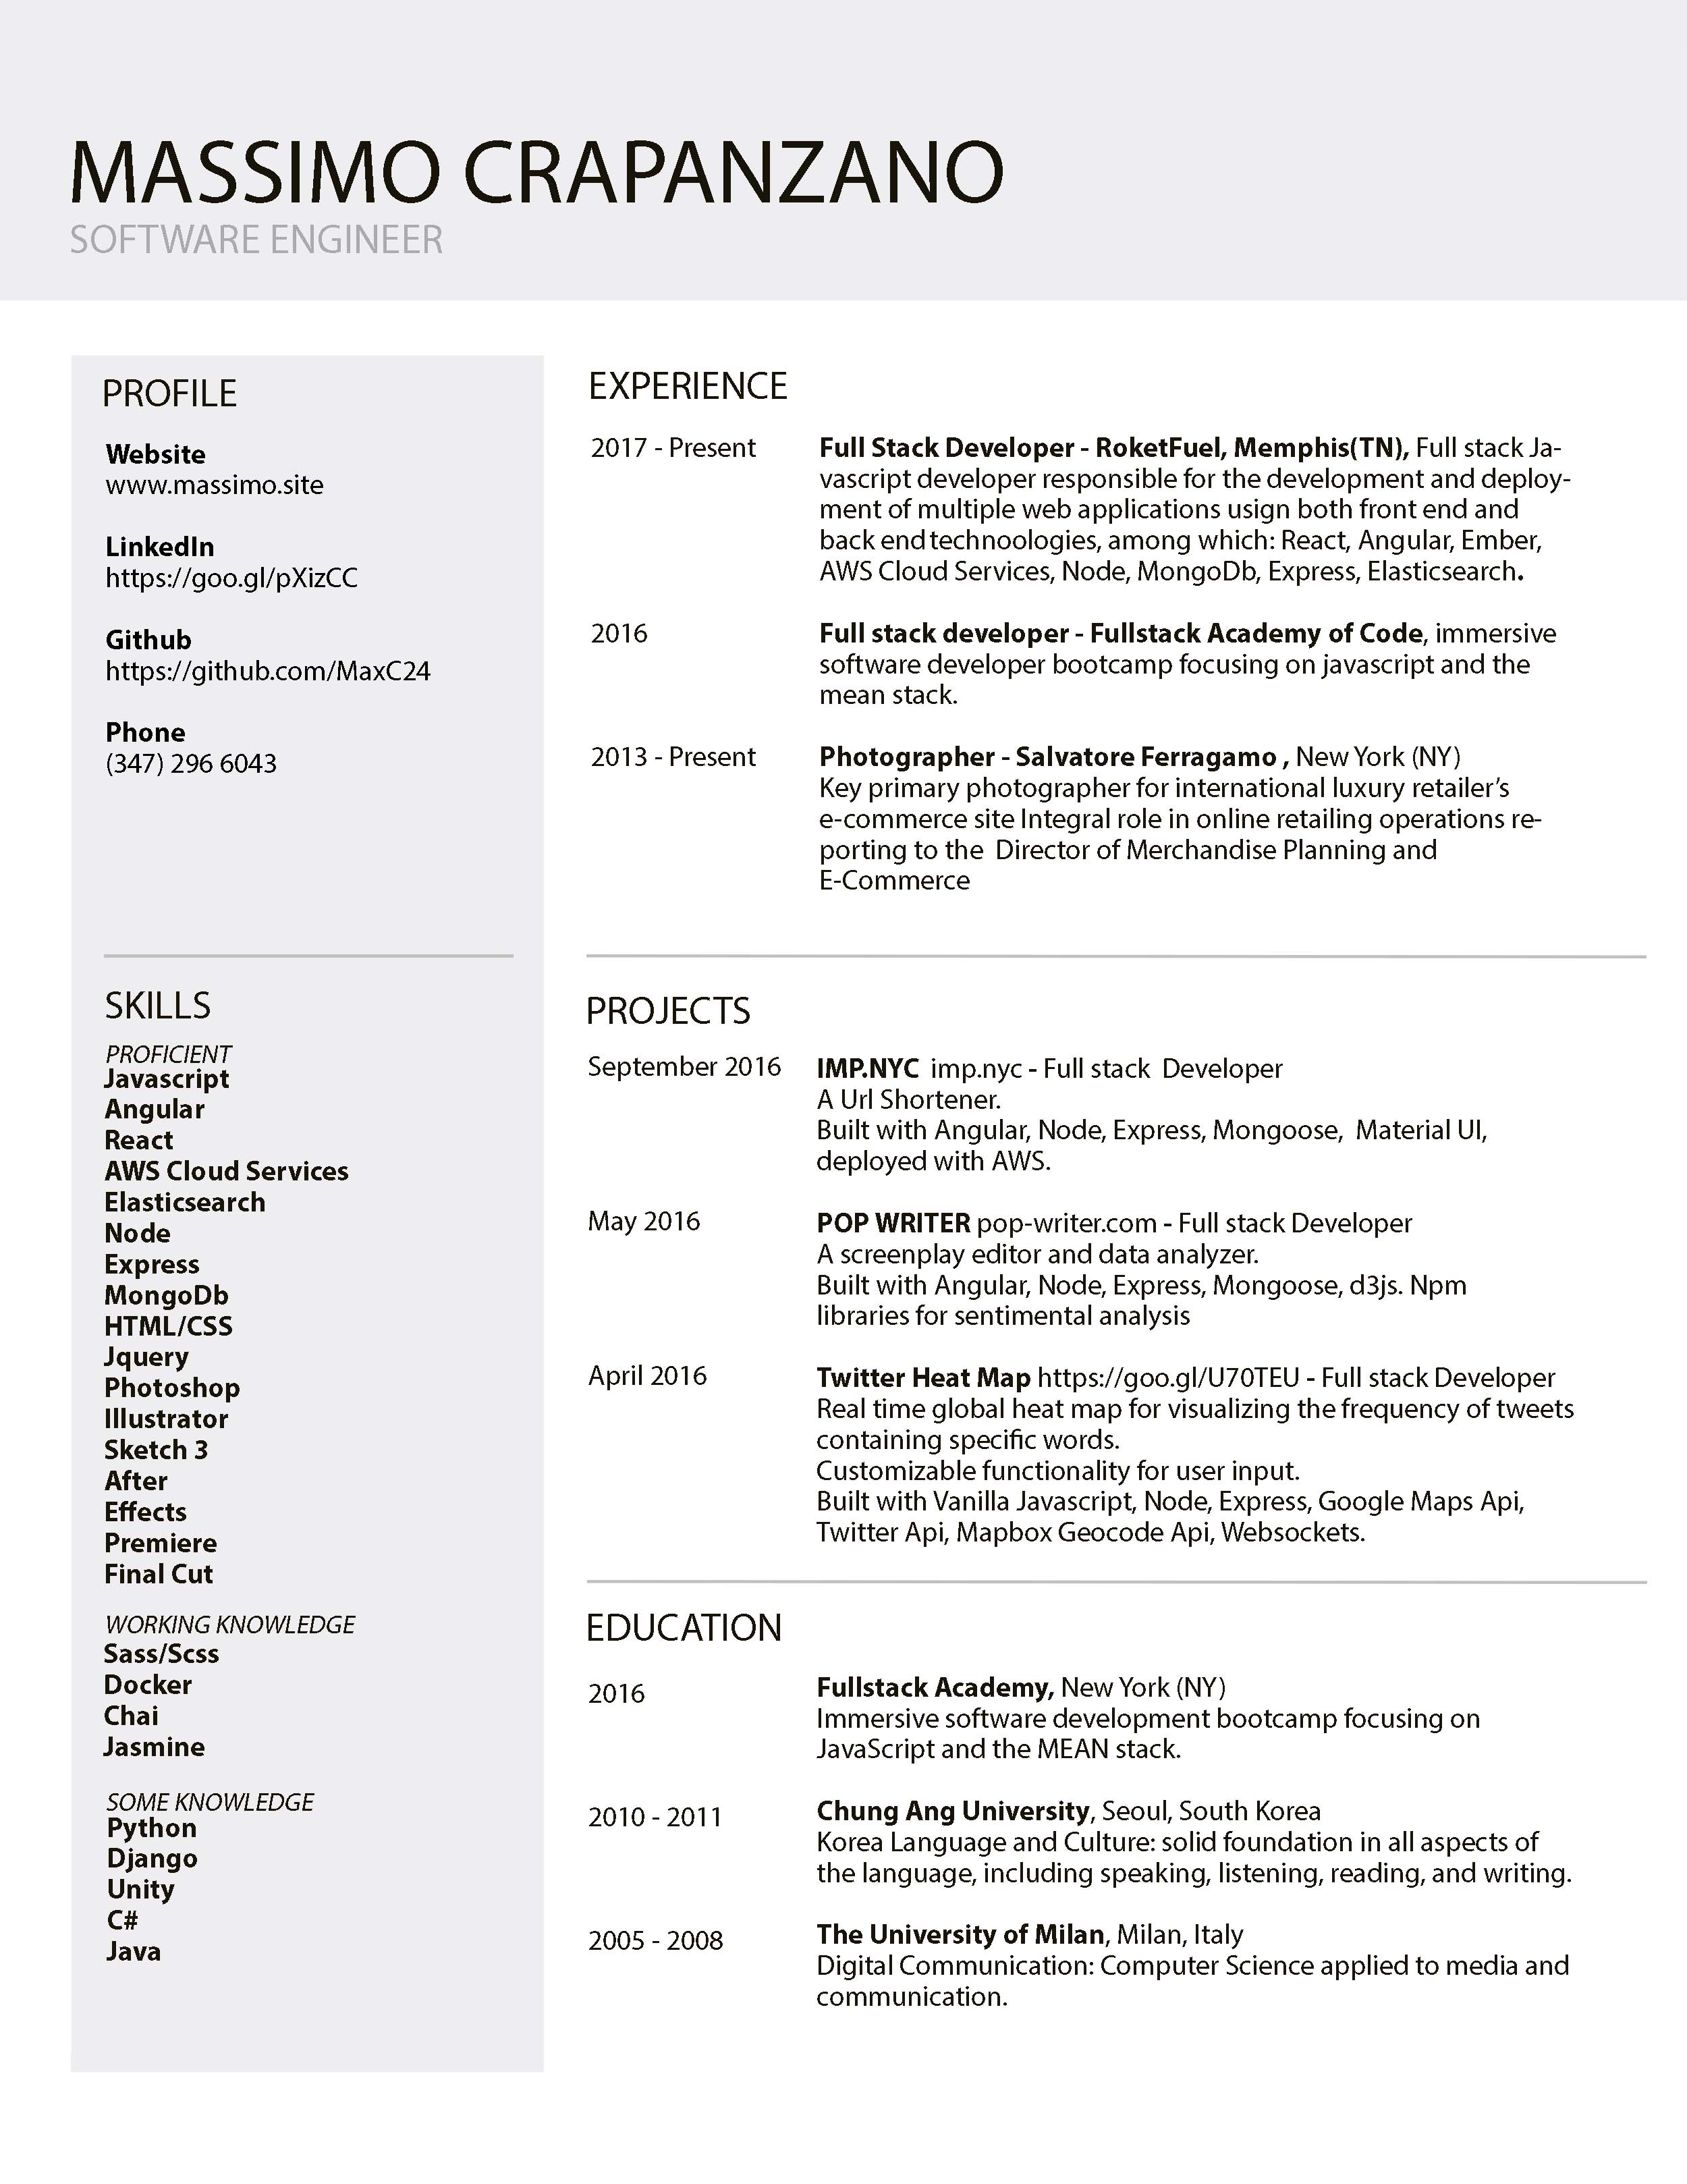 MASSIMO CRAPANZANO
SOFTWARE ENGINEER
PROFILE
Website
www.massimo.site
LinkedIn
https://goo.gl/pXizCC
Github
https://github.com/MaxC24
Phone
(347) 296 6043
SKILLS
PROFICIENT
Javascript
Angular
React
AWS Cloud Services
Elasticsearch
Node
Express
MongoDb
HTML/CSS
Jquery
Photoshop
Illustrator
Sketch 3
After
Effects
Premiere
Final Cut
WORKING KNOWLEDGE
Sass/Scss
Docker
Chai
Jasmine
SOME KNOWLEDGE
Python
Django
Unity
C#
Java
EXPERIENCE
2017 - Present
Full Stack Developer - RoketFuel, Memphis(TN), Full stack Ja-
vascript developer responsible for the development and deploy-
ment of multiple web applications usign both front end and
back end technoologies, among which: React, Angular, Ember,
AWS Cloud Services, Node, MongoDb, Express, Elasticsearch.
2016
Full stack developer - Fullstack Academy of Code, immersive
software developer bootcamp focusing on javascript and the
mean stack.
2013 - Present
Photographer - Salvatore Ferragamo , New York (NY)
Key primary photographer for international luxury retailer’s
e-commerce site Integral role in online retailing operations re-
porting to the Director of Merchandise Planning and
E-Commerce
PROJECTS
September 2016
IMP.NYC imp.nyc - Full stack Developer
A Url Shortener.
Built with Angular, Node, Express, Mongoose, Material UI,
deployed with AWS.
May 2016
POP WRITER pop-writer.com - Full stack Developer
A screenplay editor and data analyzer.
Built with Angular, Node, Express, Mongoose, d3js. Npm
libraries for sentimental analysis
April 2016
Twitter Heat Map https://goo.gl/U70TEU - Full stack Developer
Real time global heat map for visualizing the frequency of tweets
containing specific words.
Customizable functionality for user input.
Built with Vanilla Javascript, Node, Express, Google Maps Api,
Twitter Api, Mapbox Geocode Api, Websockets.
EDUCATION
2016
Fullstack Academy, New York (NY)
Immersive software development bootcamp focusing on
JavaScript and the MEAN stack.
2010 - 2011
Chung Ang University, Seoul, South Korea
Korea Language and Culture: solid foundation in all aspects of
the language, including speaking, listening, reading, and writing.
2005 - 2008
The University of Milan, Milan, Italy
Digital Communication: Computer Science applied to media and
communication.